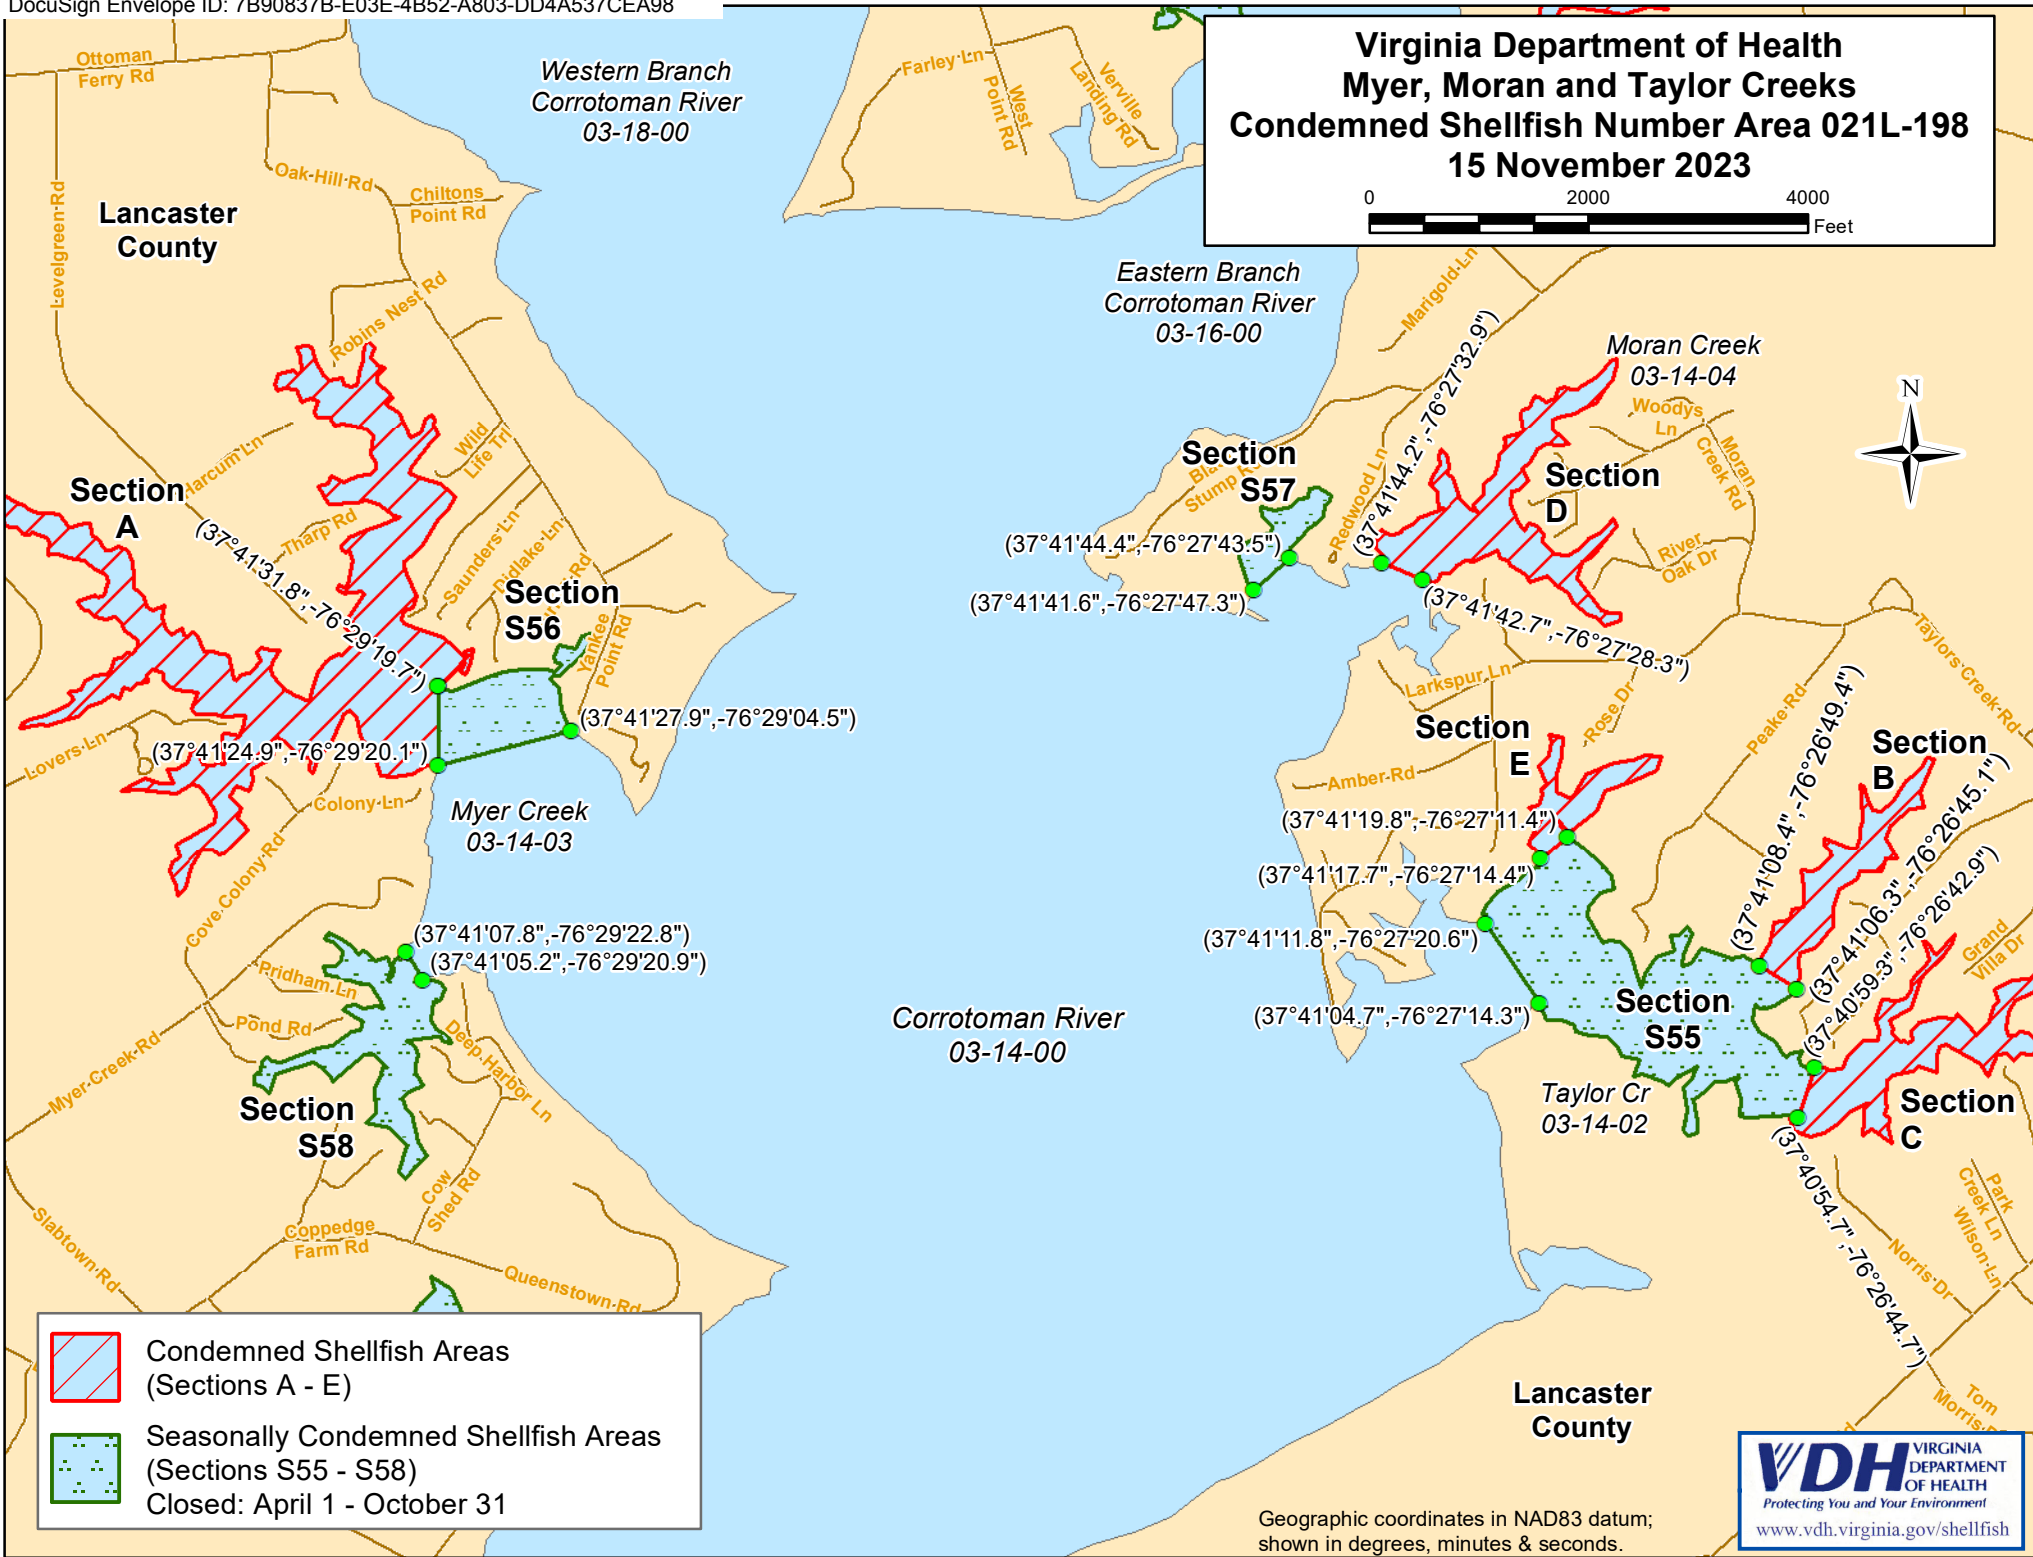 DocuSign Envelope ID: 7B90837B-E03E-4B52-A803-DD4A537CEA98
Virginia Department of Health
Myer, Moran and Taylor Creeks
Condemned Shellfish Number Area 021L-198
15 November 2023
0 2000 4000
Feet
Ottoman
Ferry Rd
Western Branch
Corrotoman River
03-18-00
Farley Ln
West
Point Rd
Verville
Landing Rd
Levelgreen Rd
Oak Hill Rd
Chiltons
Point Rd
Lancaster
County
Robins Nest Rd
Eastern Branch
Corrotoman River
03-16-00
Marigold Ln
Moran Creek
03-14-04
N
Woodys
Ln
Moran
Creek Rd
Harcum Ln
Wild
Life Trl
Section
A
Tharp Rd
Saunders Ln
Didlake Ln
Section
S56
Yankee
Point Rd
Section
S57
Stump
Redwood Ln
Section
D
River
Oak Dr
(37°41'31.8",-76°29'19.7")
(37°41'44.4",-76°27'43.5")
(37°41'41.6",-76°27'47.3")
(37°41'44.2",-76°27'32.9")
(37°41'42.7",-76°27'28.3")
Taylors Creek Rd
Larkspur Ln
Rose Dr
Peake Rd
(37°41'27.9",-76°29'04.5")
(37°41'24.9",-76°29'20.1")
Lovers Ln
Colony Ln
Myer Creek
03-14-03
Section
E
Amber Rd
(37°41'19.8",-76°27'11.4")
(37°41'17.7",-76°27'14.4")
(37°41'11.8",-76°27'20.6")
(37°41'04.7",-76°27'14.3")
Section
B
(37°41'08.4",-76°26'49.4")
(37°41'06.3",-76°26'45.1")
(37°40'59.3",-76°26'42.9")
Grand
Villa Dr
Cove Colony Rd
(37°41'07.8",-76°29'22.8")
(37°41'05.2",-76°29'20.9")
Pridham Ln
Pond Rd
Deep Harbor Ln
Myer Creek Rd
Corrotoman River
03-14-00
Section
S55
Taylor Cr
03-14-02
Section
C
Section
S58
(37°40'54.7",-76°26'44.7")
Park
Creek Ln
Wilson Ln
Norris Dr
Cow
Shed Rd
Slabtown Rd
Coppedge
Farm Rd
Queenstown Rd
Condemned Shellfish Areas
(Sections A - E)
Seasonally Condemned Shellfish Areas
(Sections S55 - S58)
Closed: April 1 - October 31
Lancaster
County
Tom
Morris
Geographic coordinates in NAD83 datum;
shown in degrees, minutes & seconds.
VDH VIRGINIA
DEPARTMENT
OF HEALTH
Protecting You and Your Environment
www.vdh.virginia.gov/shellfish